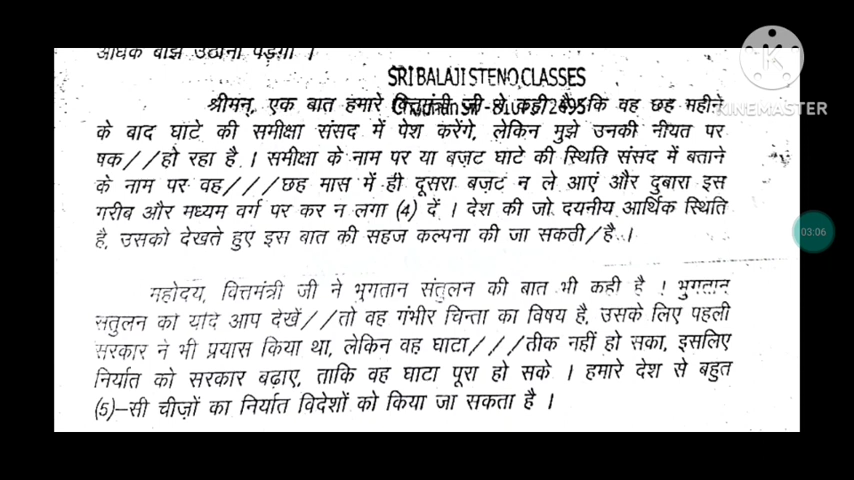 अधिक बोझ उठाना पड़ेगा ।
SRI BALAJI STENO CLASSES
KINEMASTER
श्रीमन्, एक बात हमारे वित्तमंत्री जी ने कही है कि वह छह महीने
के बाद घाटे की समीक्षा संसद में पेश करेंगे, लेकिन मुझे उनकी नीयत पर
षक//हो रहा है । समीक्षा के नाम पर या बज़ट घाटे की स्थिति संसद में बताने
के नाम पर वह///छह मास में ही दूसरा बज़ट न ले आएं और दुबारा इस
गरीब और मध्यम वर्ग पर कर न लगा (4) दें । देश की जो दयनीय आर्थिक स्थिति
है, उसको देखते हुए इस बात की सहज कल्पना की जा सकती/है ।
03:06
महोदय, वित्तमंत्री जी ने भुगतान संतुलन की बात भी कही है । भुगतान
संतुलन को यदि आप देखें//तो वह गंभीर चिन्ता का विषय है, उसके लिए पहली
सरकार ने भी प्रयास किया था, लेकिन वह घाटा///ठीक नहीं हो सका, इसलिए
निर्यात को सरकार बढ़ाए, ताकि वह घाटा पूरा हो सके । हमारे देश से बहुत
(5)–सी चीज़ों का निर्यात विदेशों को किया जा सकता है ।